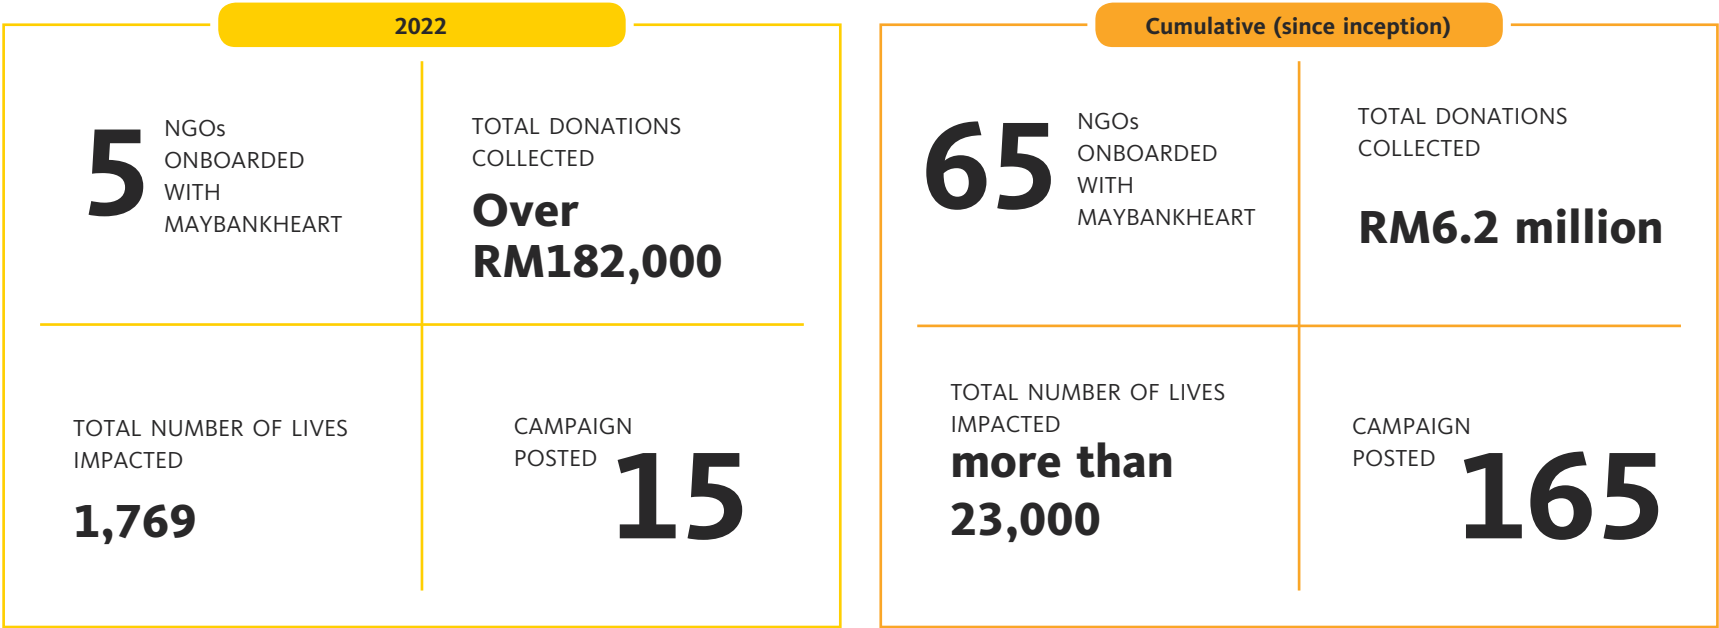 2022
5
NGOs
ONBOARDED
WITH
MAYBANKHEART
TOTAL DONATIONS
COLLECTED
Over
RM182,000
TOTAL NUMBER OF LIVES
IMPACTED
1,769
CAMPAIGN
POSTED
15
Cumulative (since inception)
65
NGOs
ONBOARDED
WITH
MAYBANKHEART
TOTAL DONATIONS
COLLECTED
RM6.2 million
TOTAL NUMBER OF LIVES
IMPACTED
more than
23,000
CAMPAIGN
POSTED
165